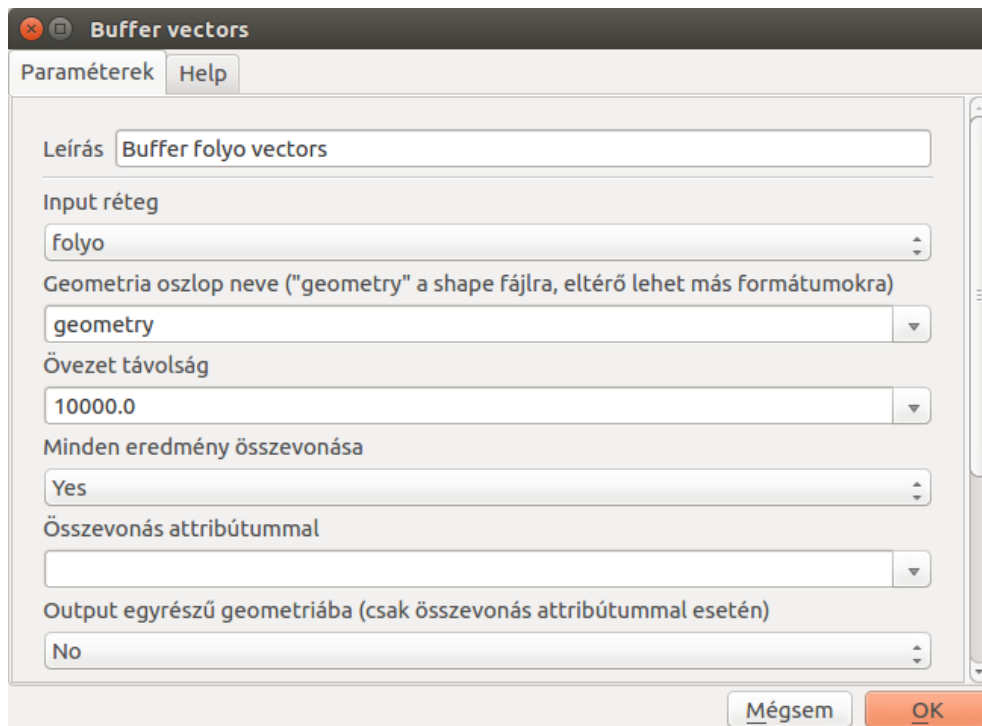 Buffer vectors
Paraméterek Help
Leírás Buffer folyo vectors
Input réteg
folyo
Geometria oszlop neve ("geometry" a shape fájlra, eltérő lehet más formátumokra)
geometry
Övezet távolság
10000.0
Minden eredmény összevonása
Yes
Összevonás attribútummal
Output egyrészű geometriába (csak összevonás attribútummal esetén)
No
Mégsem OK